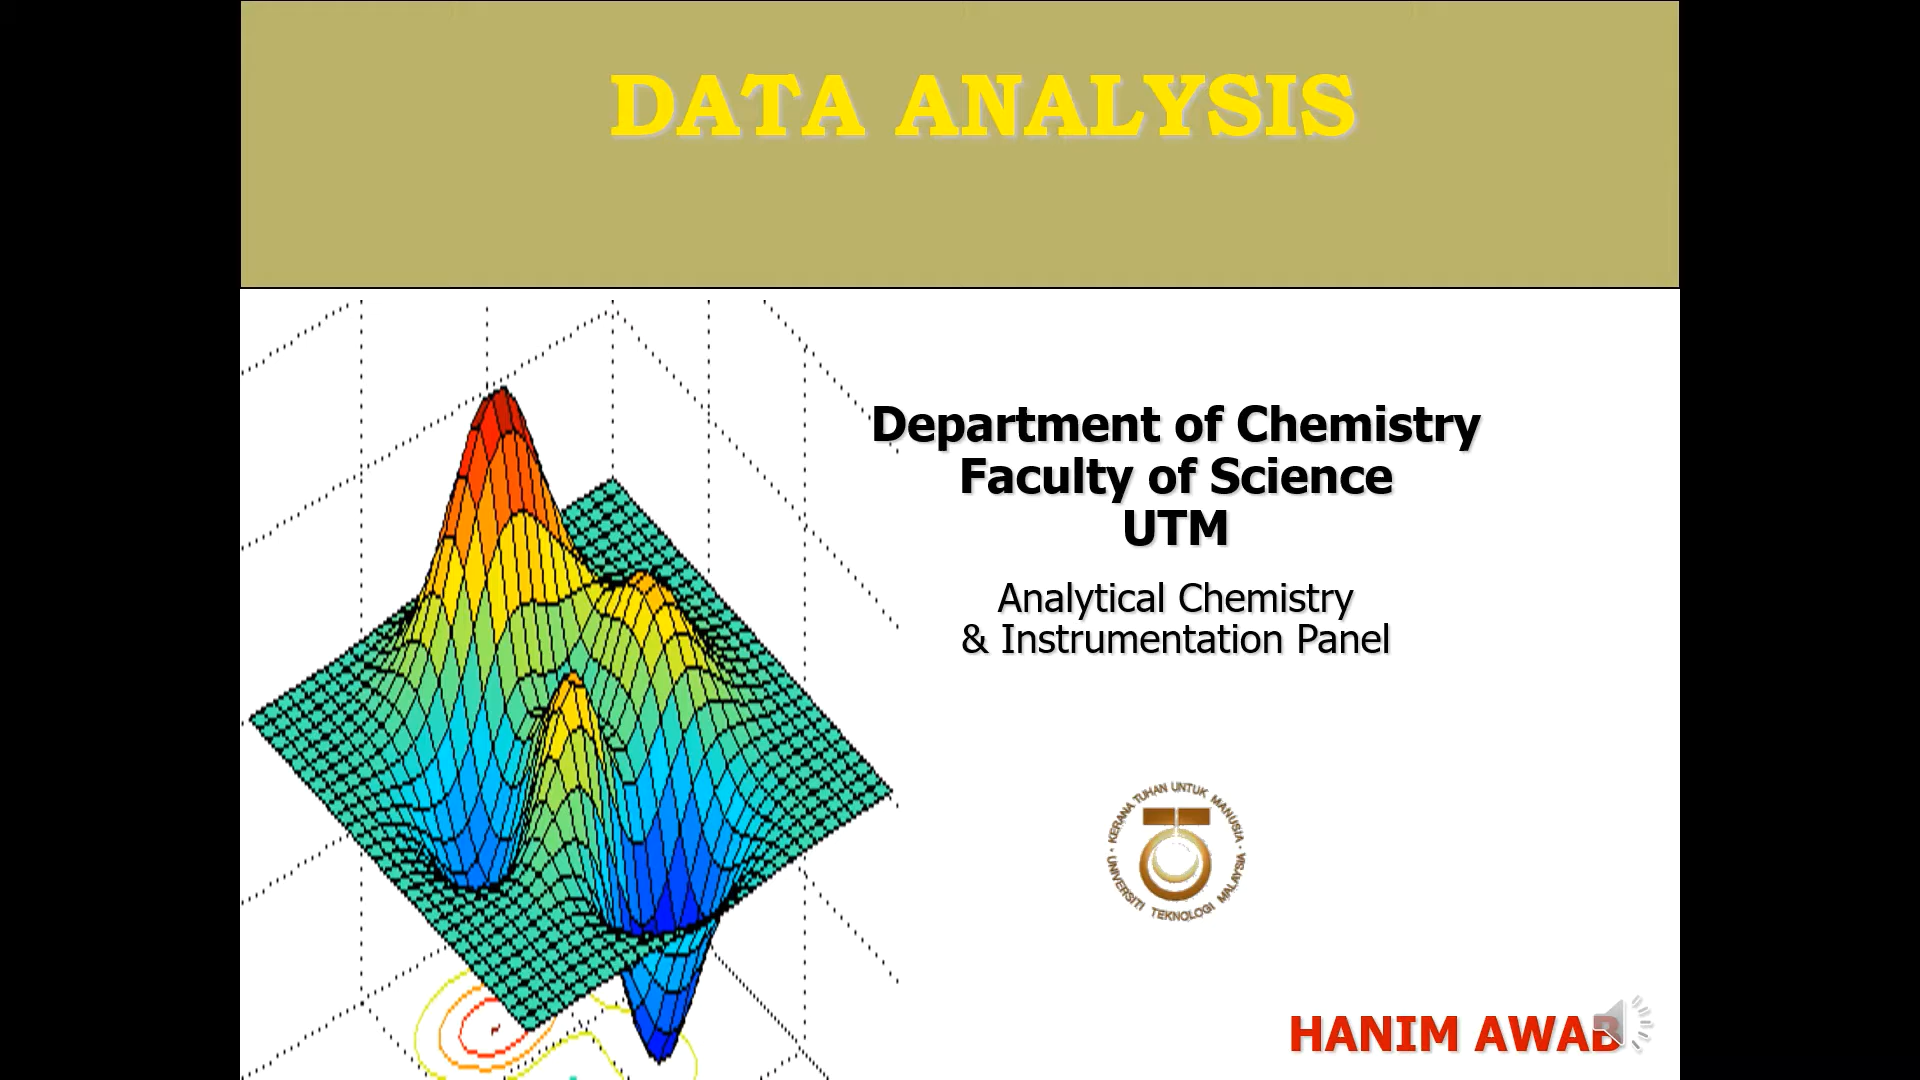 DATA ANALYSIS
Department of Chemistry
Faculty of Science
UTM
Analytical Chemistry
& Instrumentation Panel
· KERANA TUHAN UNTUK MANUSIA ·
UNIVERSITI TEKNOLOGI MALAYSIA
HANIM AWAB